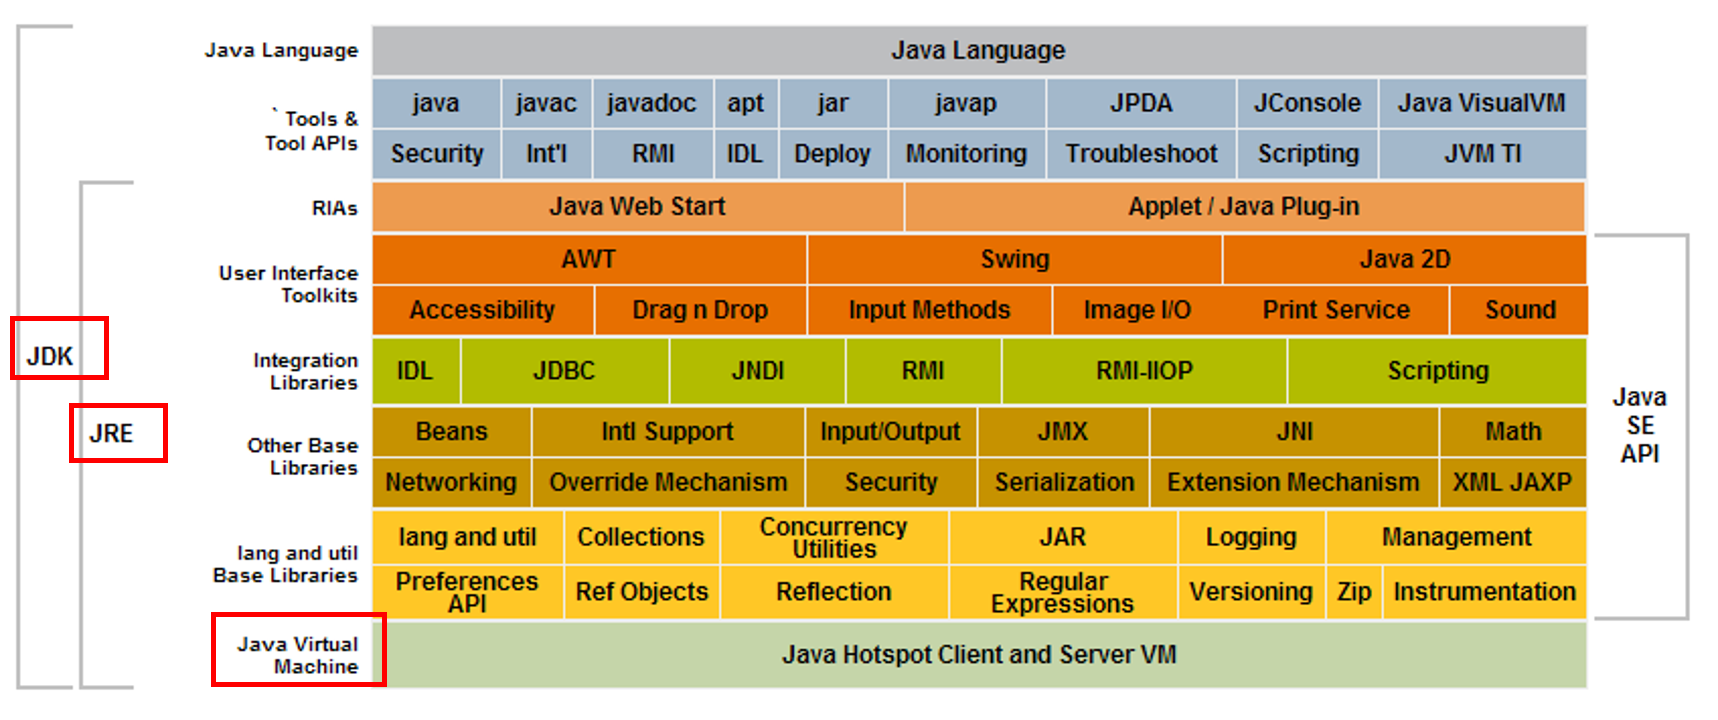 Java Language
Java Language
java javac javadoc apt jar javap JPDA JConsole Java VisualVM
` Tools &
Tool APIs
Security Int'l RMI IDL Deploy Monitoring Troubleshoot Scripting JVM TI
RIAs
Java Web Start Applet / Java Plug-in
User Interface
Toolkits
AWT Swing Java 2D
Accessibility Drag n Drop Input Methods Image I/O Print Service Sound
JDK
Integration
Libraries
IDL JDBC JNDI RMI RMI-IIOP Scripting
Java
SE
API
JRE
Other Base
Libraries
Beans Intl Support Input/Output JMX JNI Math
Networking Override Mechanism Security Serialization Extension Mechanism XML JAXP
lang and util
Base Libraries
lang and util Collections Concurrency
Utilities JAR Logging Management
Preferences
API Ref Objects Reflection Regular
Expressions Versioning Zip Instrumentation
Java Virtual
Machine
Java Hotspot Client and Server VM